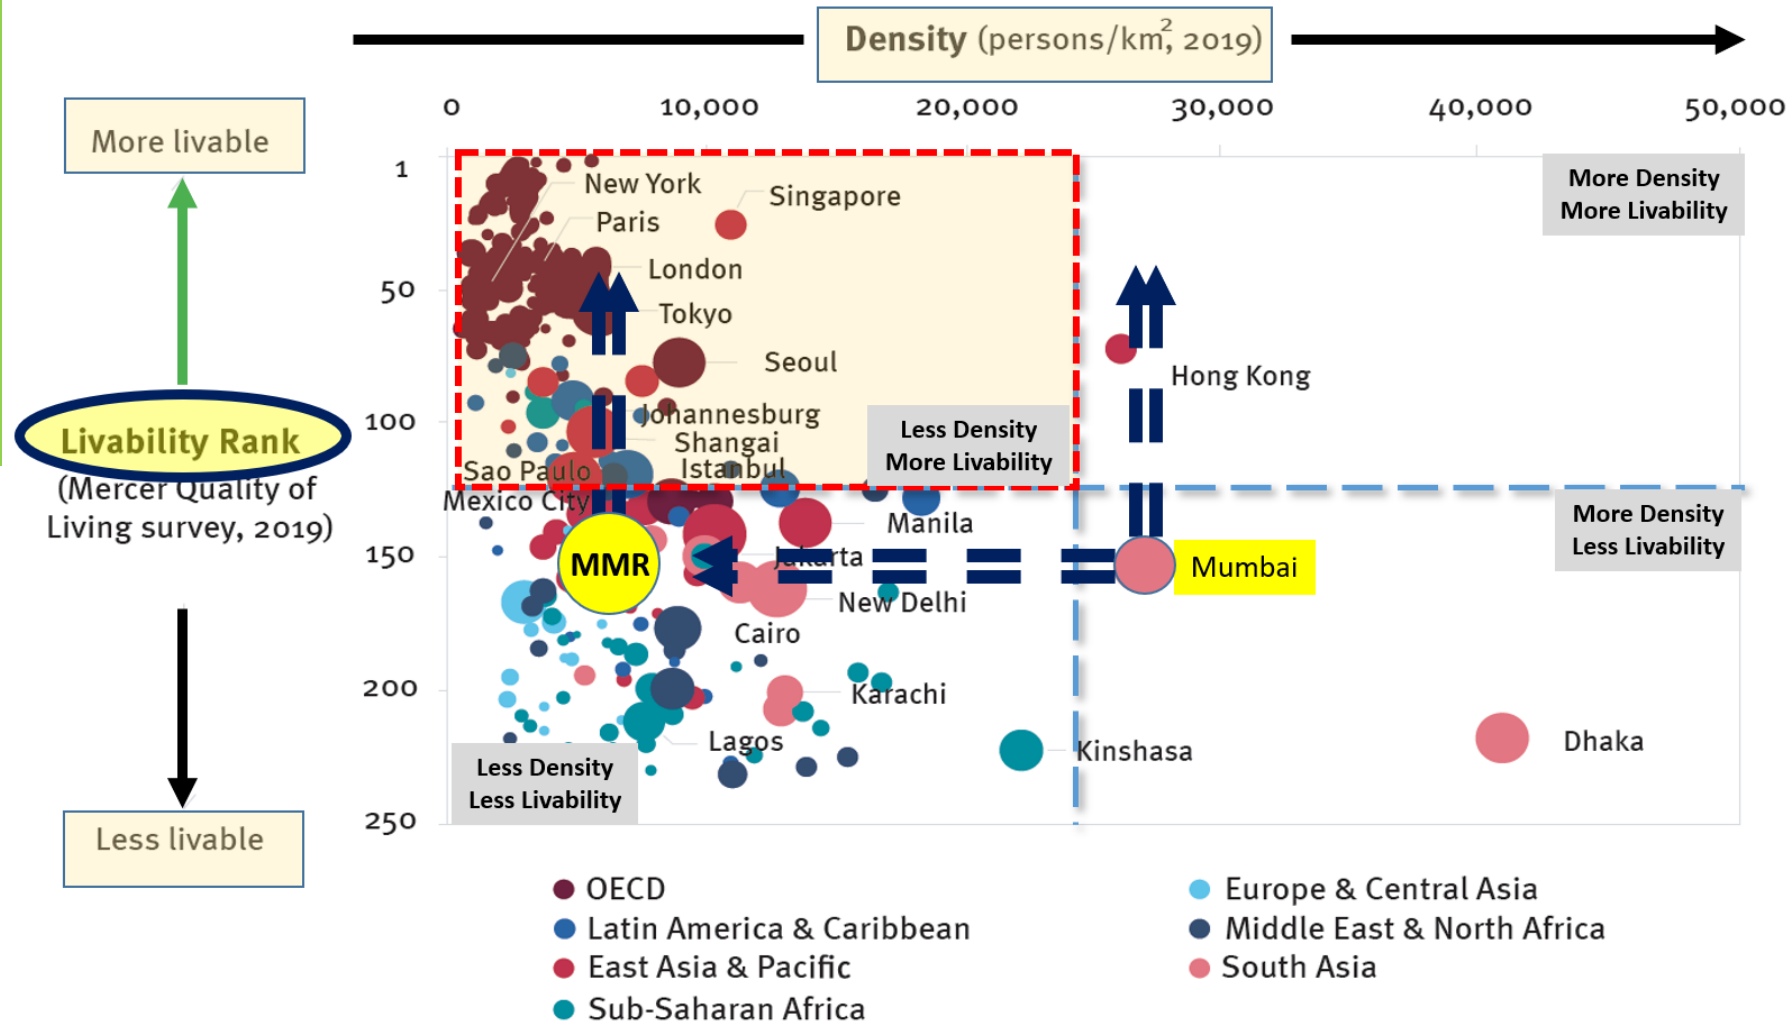 Density (persons/km², 2019)
0 10,000 20,000 30,000 40,000 50,000
More livable
Livability Rank
(Mercer Quality of
Living survey, 2019)
Less livable
1
50
100
150
200
250
New York
Paris
Singapore
London
Tokyo
Seoul
Johannesburg
Shangai
Istanbul
Sao Paulo
Mexico City
Less Density
More Livability
More Density
More Livability
Hong Kong
More Density
Less Livability
Manila
MMR
Jakarta
Mumbai
New Delhi
Cairo
Karachi
Lagos
Kinshasa
Dhaka
Less Density
Less Livability
OECD
Latin America & Caribbean
East Asia & Pacific
Sub-Saharan Africa
Europe & Central Asia
Middle East & North Africa
South Asia